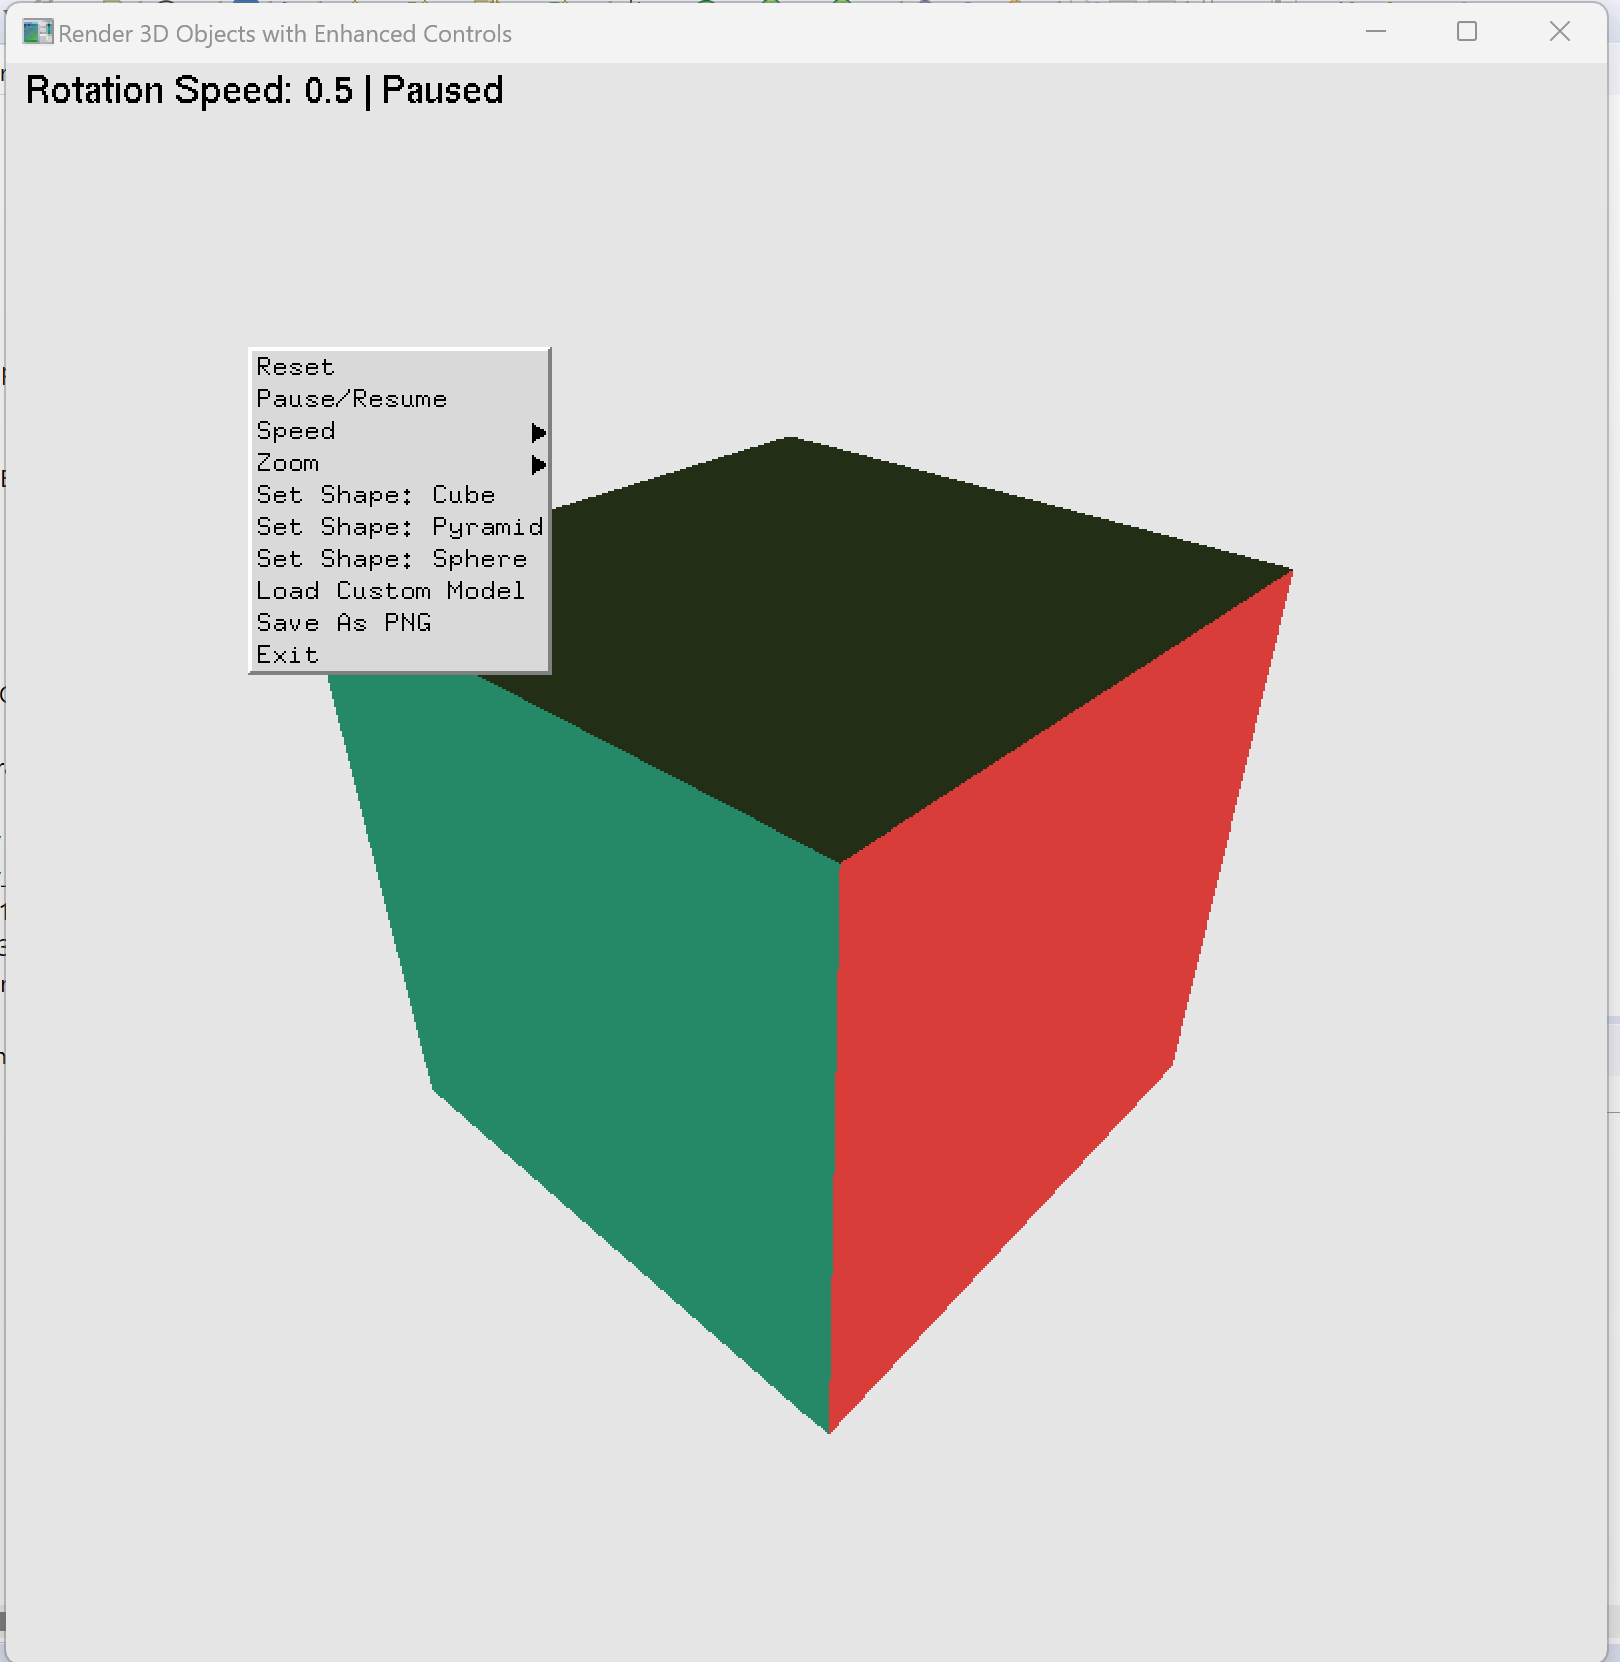 Render 3D Objects with Enhanced Controls
Rotation Speed: 0.5 | Paused
Reset
Pause/Resume
Speed
Zoom
Set Shape: Cube
Set Shape: Pyramid
Set Shape: Sphere
Load Custom Model
Save As PNG
Exit